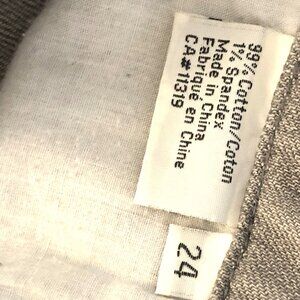 99% Cotton/Coton
1% Spandex
Made in China
Fabriqué en Chine
CA#11319
24